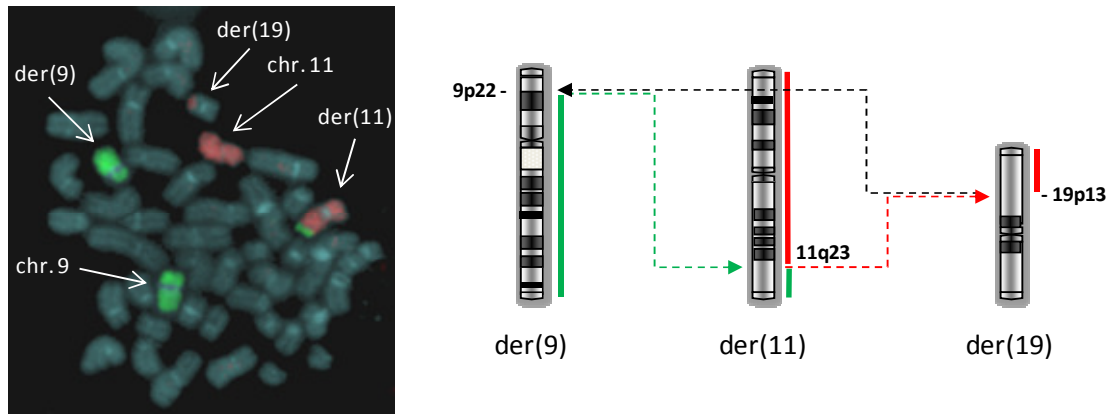 der(19)
chr. 11
der(9)
der(11)
chr. 9
9p22 -
11q23
- 19p13
der(9)
der(11)
der(19)